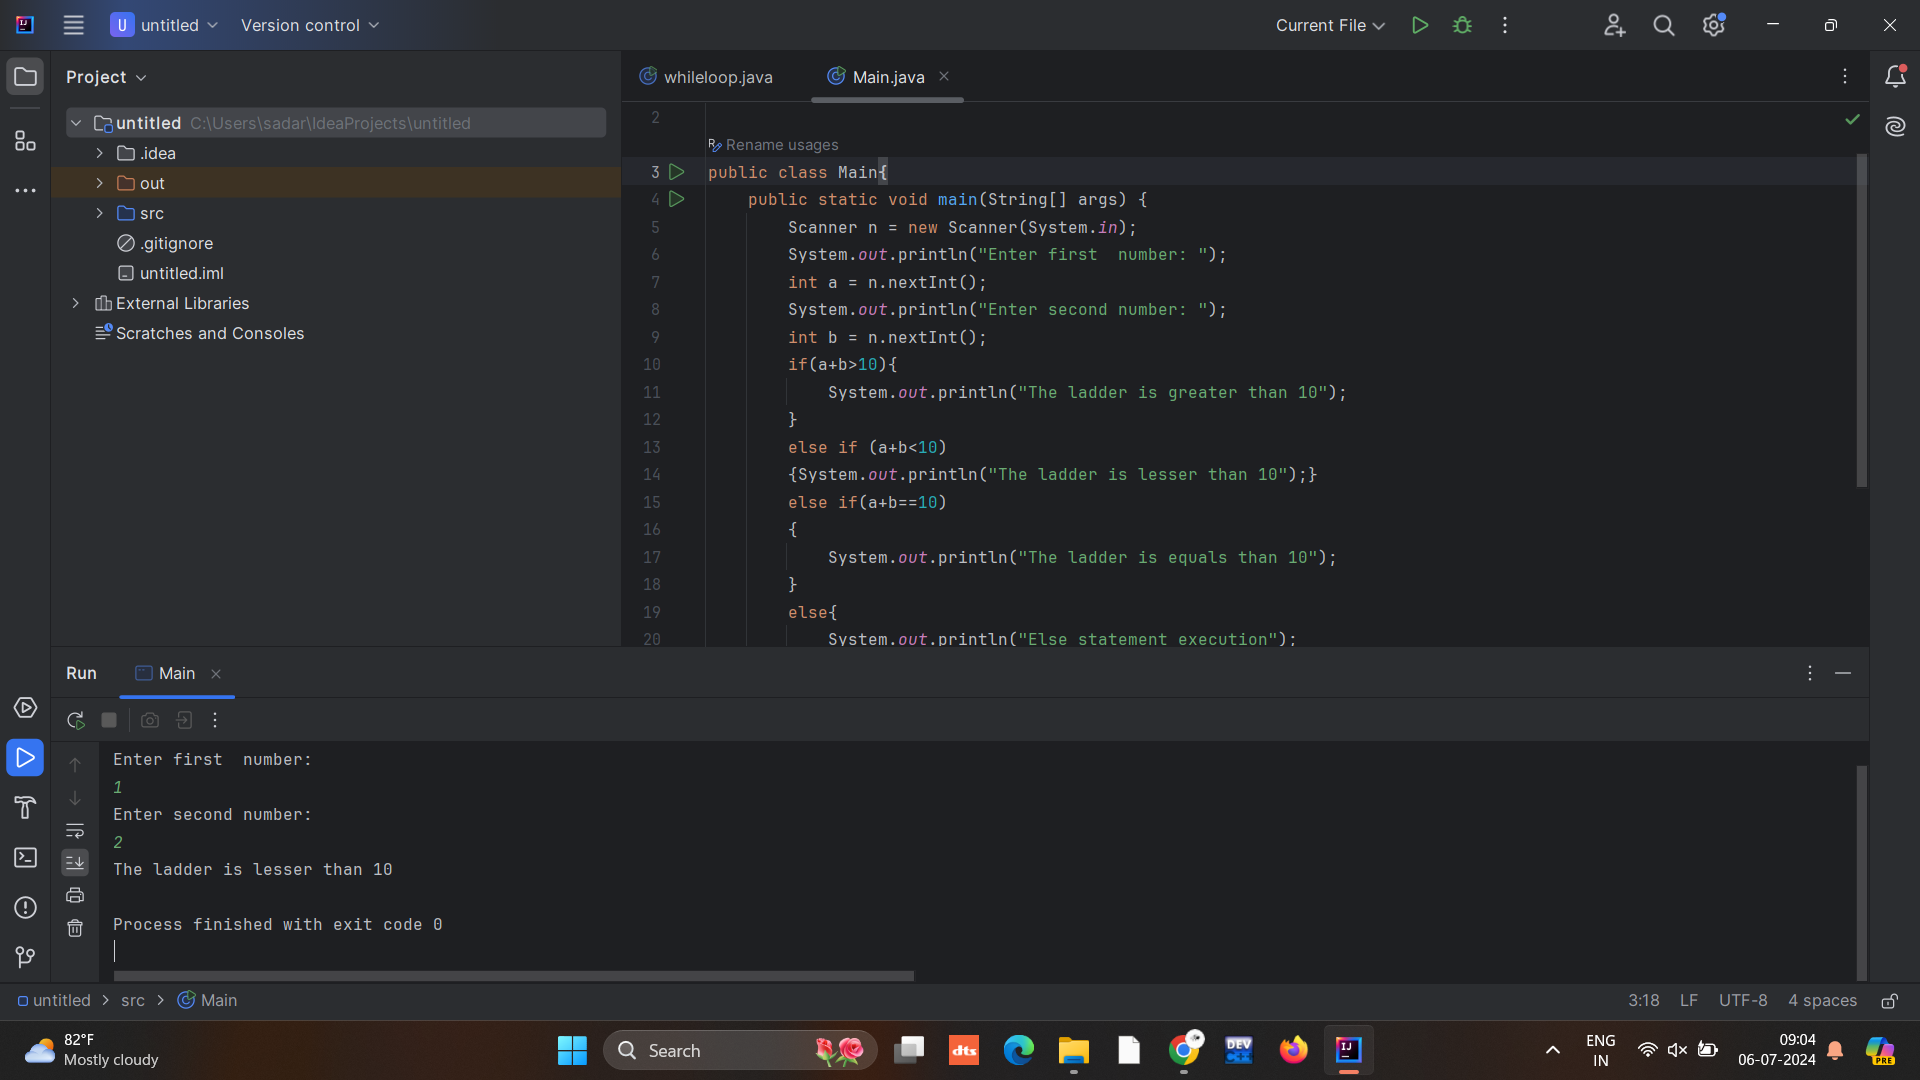 U untitled Version control Current File
Project
whileloop.java Main.java
untitled C:\Users\sadar\IdeaProjects\untitled
.idea
out
src
.gitignore
untitled.iml
External Libraries
Scratches and Consoles
2
Rename usages
3 public class Main{
4 public static void main(String[] args) {
5 Scanner n = new Scanner(System.in);
6 System.out.println("Enter first  number: ");
7 int a = n.nextInt();
8 System.out.println("Enter second number: ");
9 int b = n.nextInt();
10 if(a+b>10){
11 System.out.println("The ladder is greater than 10");
12 }
13 else if (a+b<10)
14 {System.out.println("The ladder is lesser than 10");}
15 else if(a+b==10)
16 {
17 System.out.println("The ladder is equals than 10");
18 }
19 else{
20 System.out.println("Else statement execution");
Run Main
Enter first  number:
1
Enter second number:
2
The ladder is lesser than 10
Process finished with exit code 0
untitled > src > Main
3:18 LF UTF-8 4 spaces
82°F
Mostly cloudy
Search
dts
DEV
C++
IJ
ENG
IN
09:04
06-07-2024
PRE